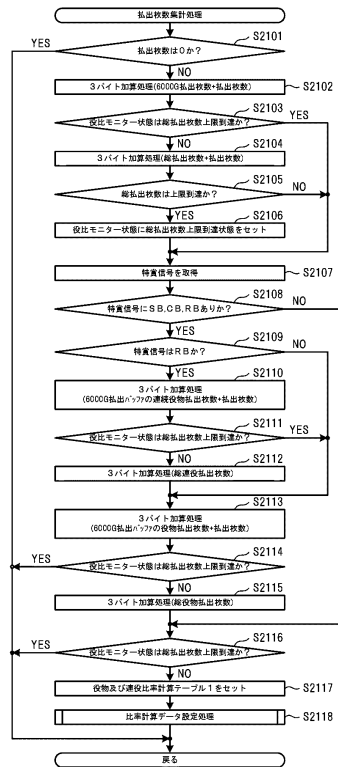 払出枚数集計処理
S2101
YES
払出枚数は0か?
NO
S2102
3バイト加算処理(6000G払出枚数+払出枚数)
S2103
役比モニター状態は総払出枚数上限到達か?
YES
NO
S2104
3バイト加算処理(総払出枚数+払出枚数)
S2105
総払出枚数は上限到達か?
NO
YES
S2106
役比モニター状態に総払出枚数上限到達状態をセット
S2107
特賞信号を取得
S2108
特賞信号にSB,CB,RBありか?
NO
YES
S2109
特賞信号はRBか?
NO
YES
S2110
3バイト加算処理
(6000G払出バッファの連続役物払出枚数+払出枚数)
S2111
役比モニター状態は総払出枚数上限到達か?
YES
NO
S2112
3バイト加算処理(総連役払出枚数)
S2113
3バイト加算処理
(6000G払出バッファの役物払出枚数+払出枚数)
S2114
YES
役比モニター状態は総払出枚数上限到達か?
NO
S2115
3バイト加算処理(総役物払出枚数)
S2116
YES
役比モニター状態は総払出枚数上限到達か?
NO
S2117
役物及び連役比率計算テーブル1をセット
S2118
比率計算データ設定処理
戻る